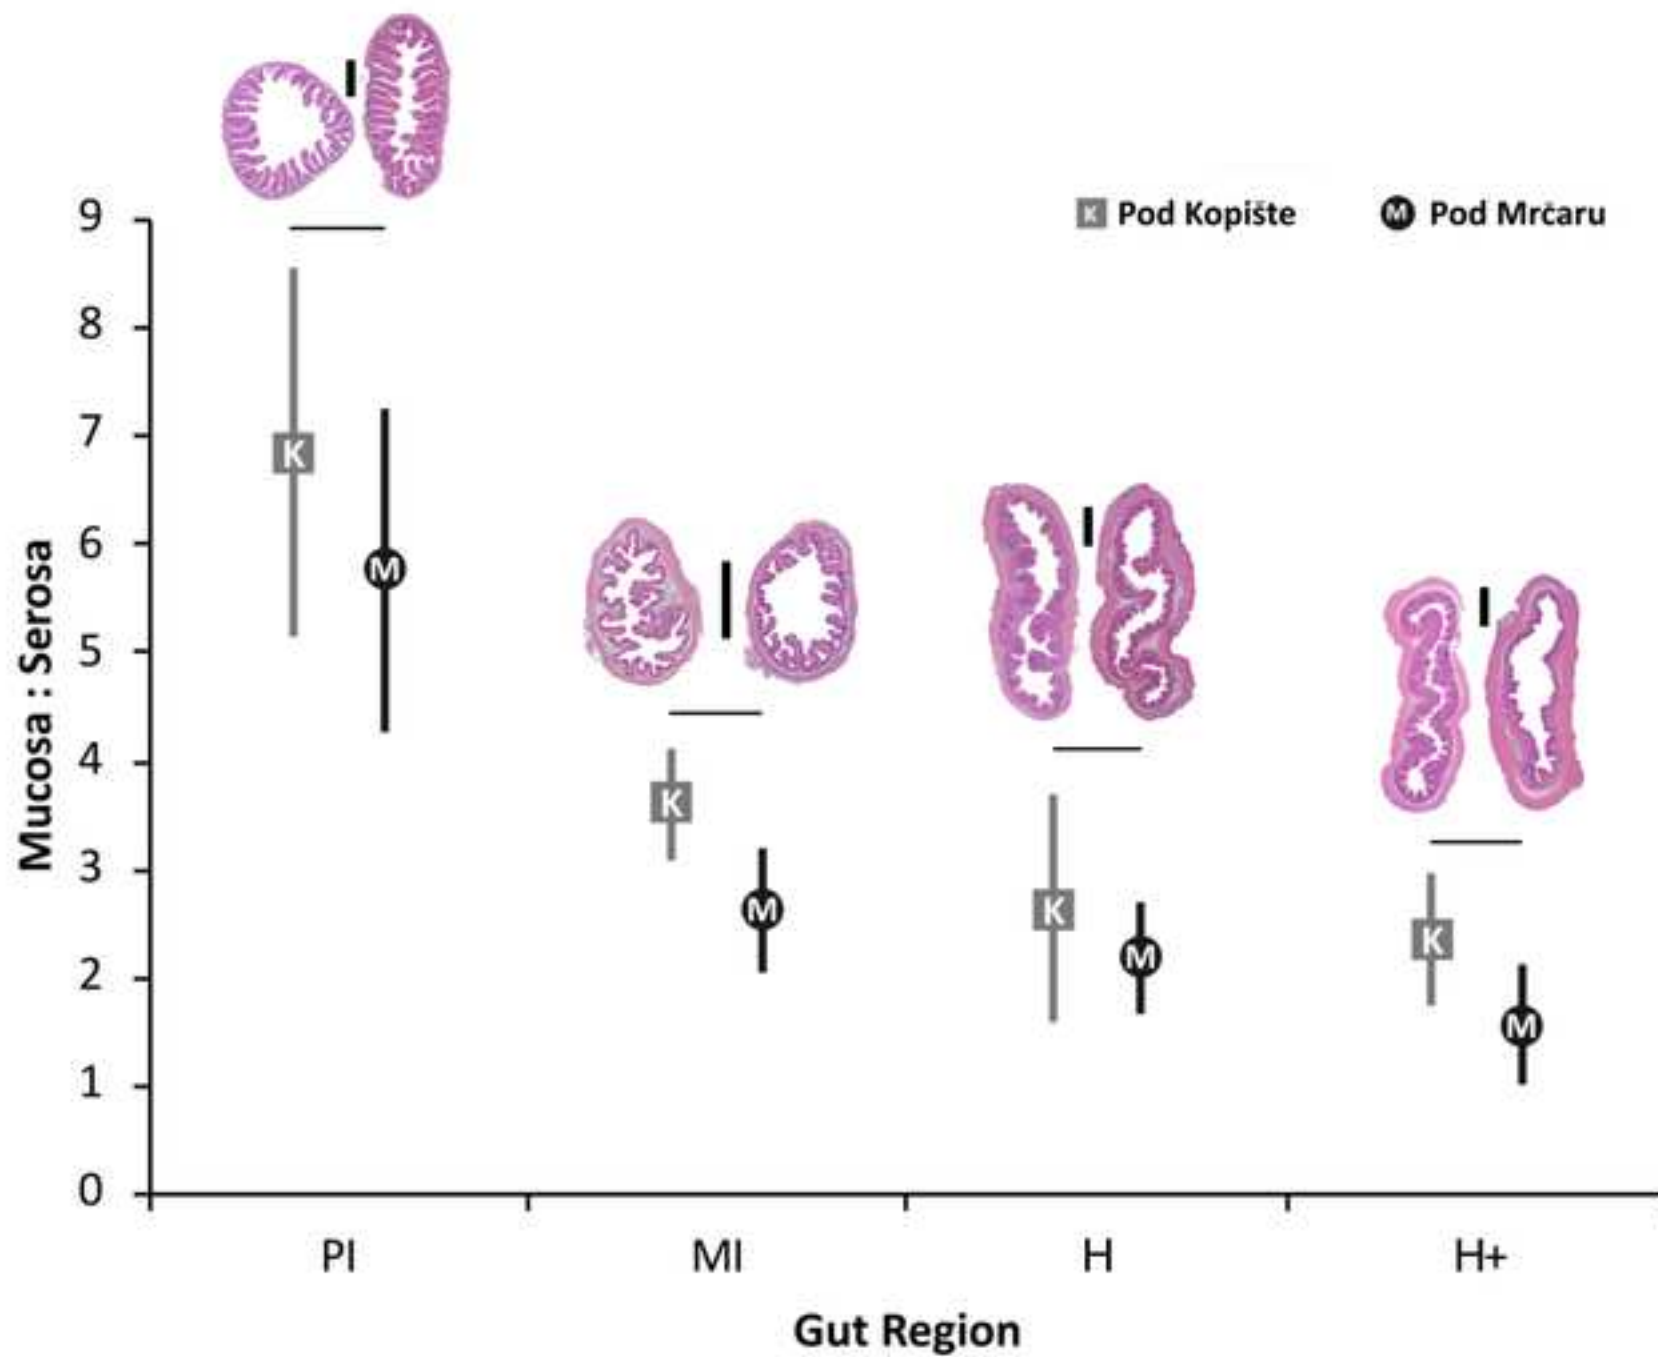 K Pod Kopište M Pod Mrčaru
9
8
7
6
5
4
3
2
1
0
Mucosa : Serosa
K
M
K
M
K
M
K
M
PI MI H H+
Gut Region